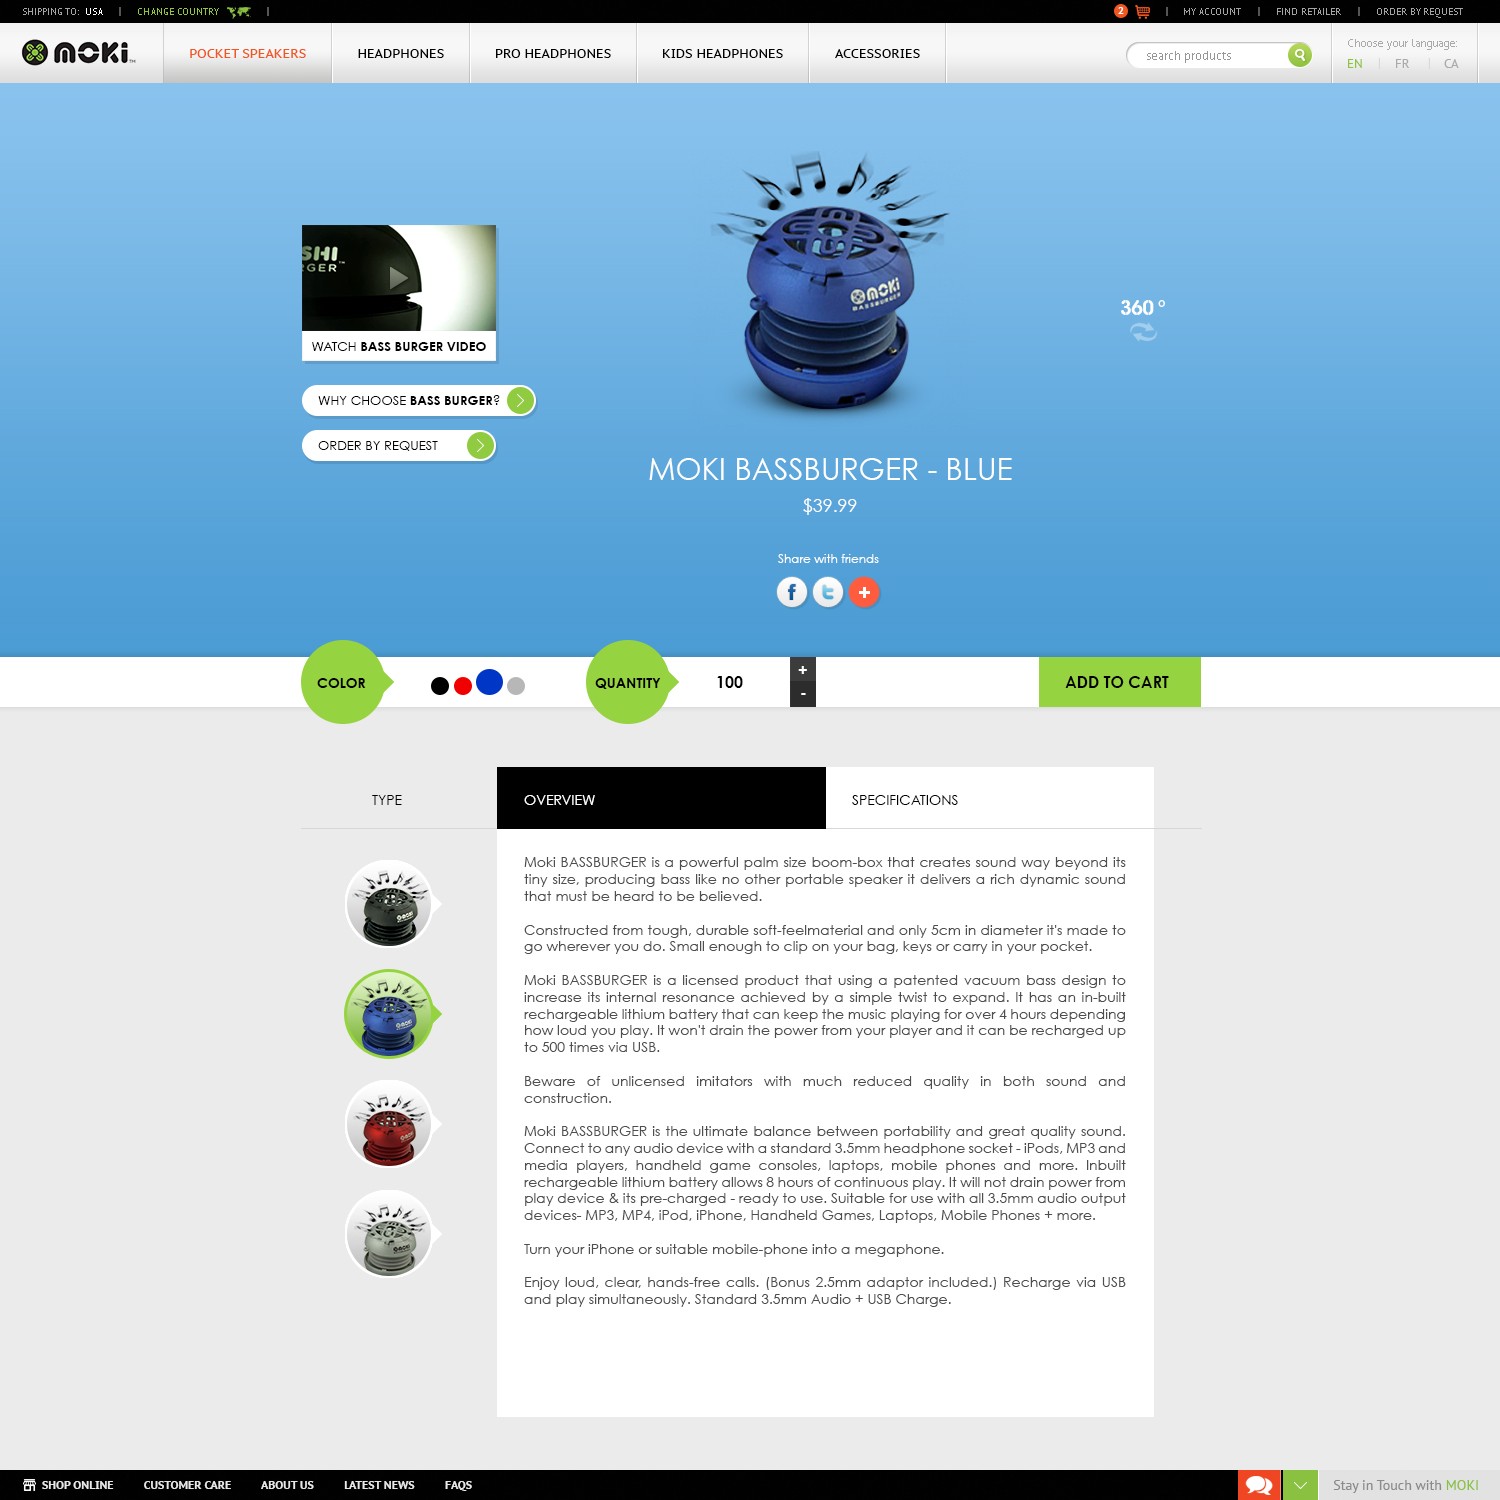 SHIPPING TO: USA
CHANGE COUNTRY
2
MY ACCOUNT
FIND RETAILER
ORDER BY REQUEST
moki™
POCKET SPEAKERS
HEADPHONES
PRO HEADPHONES
KIDS HEADPHONES
ACCESSORIES
search products
Choose your language:
EN
FR
CA
SHI
RGER™
WATCH BASS BURGER VIDEO
WHY CHOOSE BASS BURGER?
ORDER BY REQUEST
moki
BASSBURGER
360°
MOKI BASSBURGER - BLUE
$39.99
Share with friends
f
t
+
COLOR
QUANTITY
100
+
-
ADD TO CART
TYPE
OVERVIEW
SPECIFICATIONS
Moki BASSBURGER is a powerful palm size boom-box that creates sound way beyond its
tiny size, producing bass like no other portable speaker it delivers a rich dynamic sound
that must be heard to be believed.
Constructed from tough, durable soft-feelmaterial and only 5cm in diameter it's made to
go wherever you do. Small enough to clip on your bag, keys or carry in your pocket.
Moki BASSBURGER is a licensed product that using a patented vacuum bass design to
increase its internal resonance achieved by a simple twist to expand. It has an in-built
rechargeable lithium battery that can keep the music playing for over 4 hours depending
how loud you play. It won't drain the power from your player and it can be recharged up
to 500 times via USB.
Beware of unlicensed imitators with much reduced quality in both sound and
construction.
Moki BASSBURGER is the ultimate balance between portability and great quality sound.
Connect to any audio device with a standard 3.5mm headphone socket - iPods, MP3 and
media players, handheld game consoles, laptops, mobile phones and more. Inbuilt
rechargeable lithium battery allows 8 hours of continuous play. It will not drain power from
play device & its pre-charged - ready to use. Suitable for use with all 3.5mm audio output
devices- MP3, MP4, iPod, iPhone, Handheld Games, Laptops, Mobile Phones + more.
Turn your iPhone or suitable mobile-phone into a megaphone.
Enjoy loud, clear, hands-free calls. (Bonus 2.5mm adaptor included.) Recharge via USB
and play simultaneously. Standard 3.5mm Audio + USB Charge.
moki
moki
moki
moki
SHOP ONLINE
CUSTOMER CARE
ABOUT US
LATEST NEWS
FAQS
Stay in Touch with MOKI